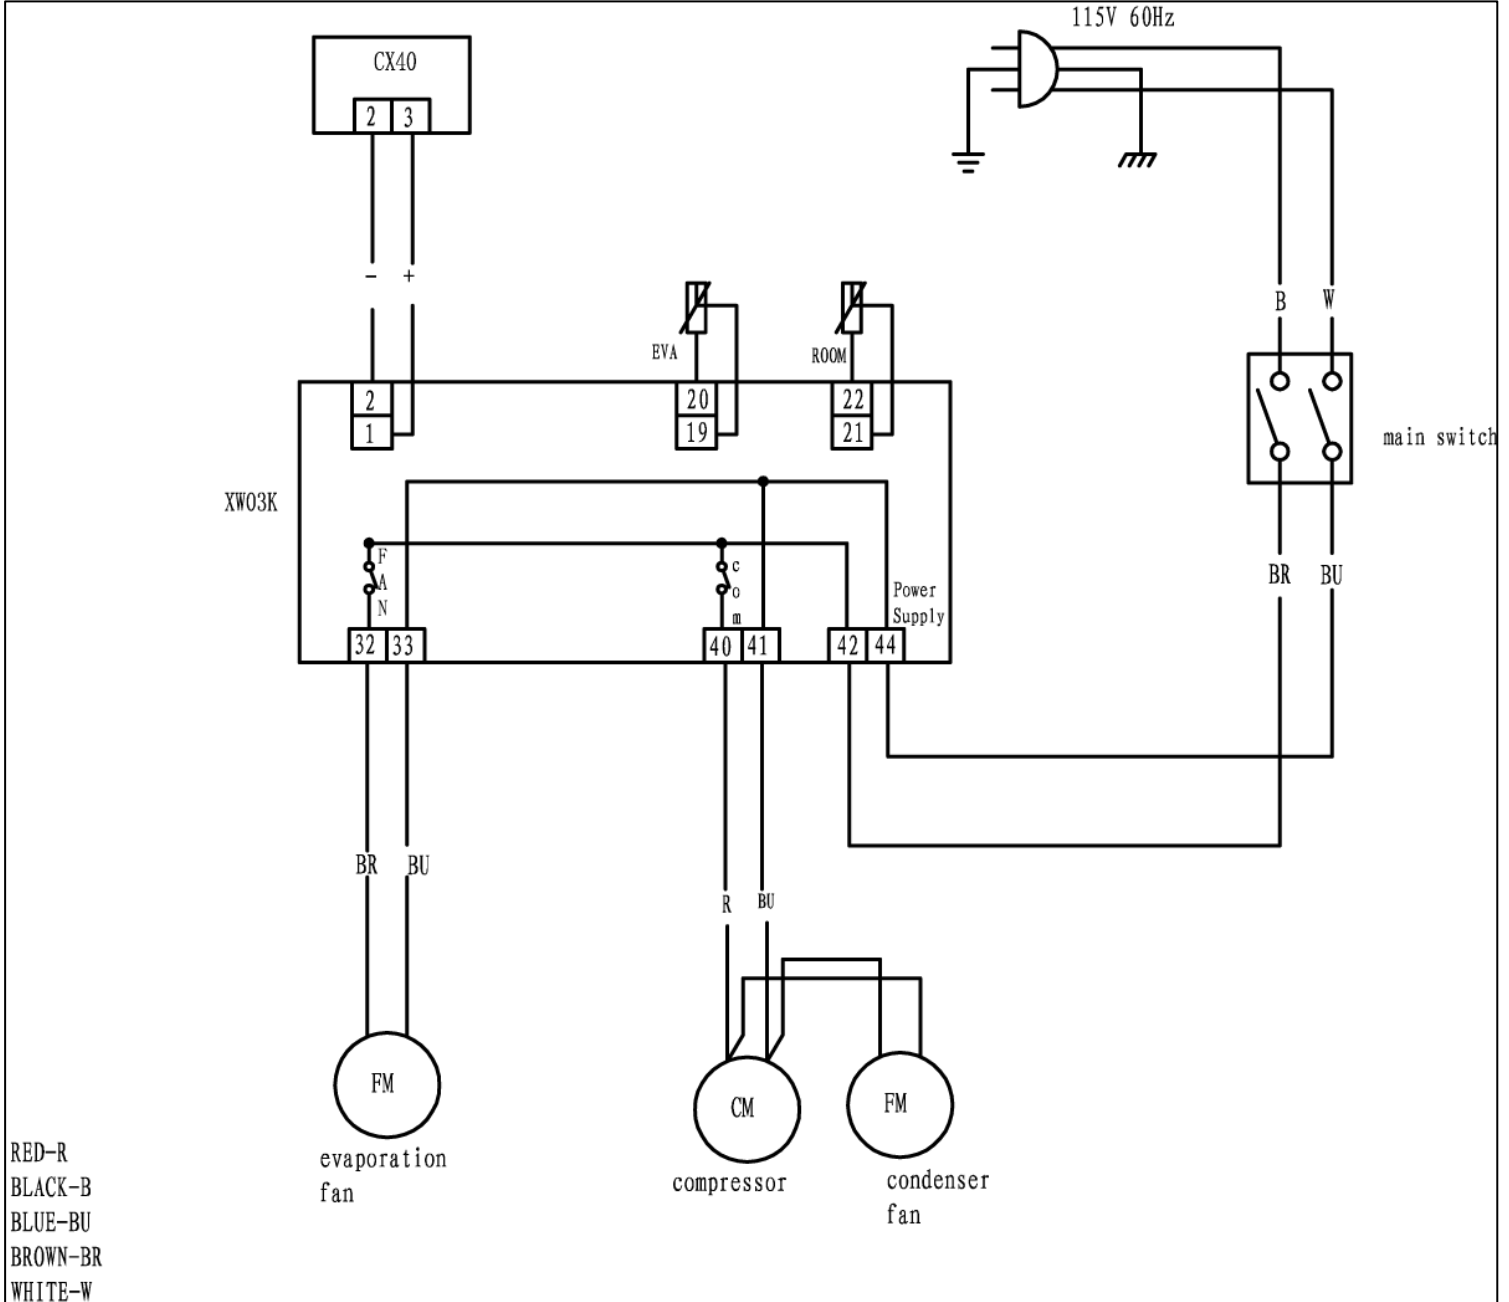 115V 60Hz
CX40
2 3
- +
B W
EVA
ROOM
2
1
20
19
22
21
main switch
XW03K
FAN
com
Power
Supply
BR BU
32 33
40 41
42 44
BR BU
R BU
FM
CM
FM
evaporation
fan
compressor
condenser
fan
RED-R
BLACK-B
BLUE-BU
BROWN-BR
WHITE-W